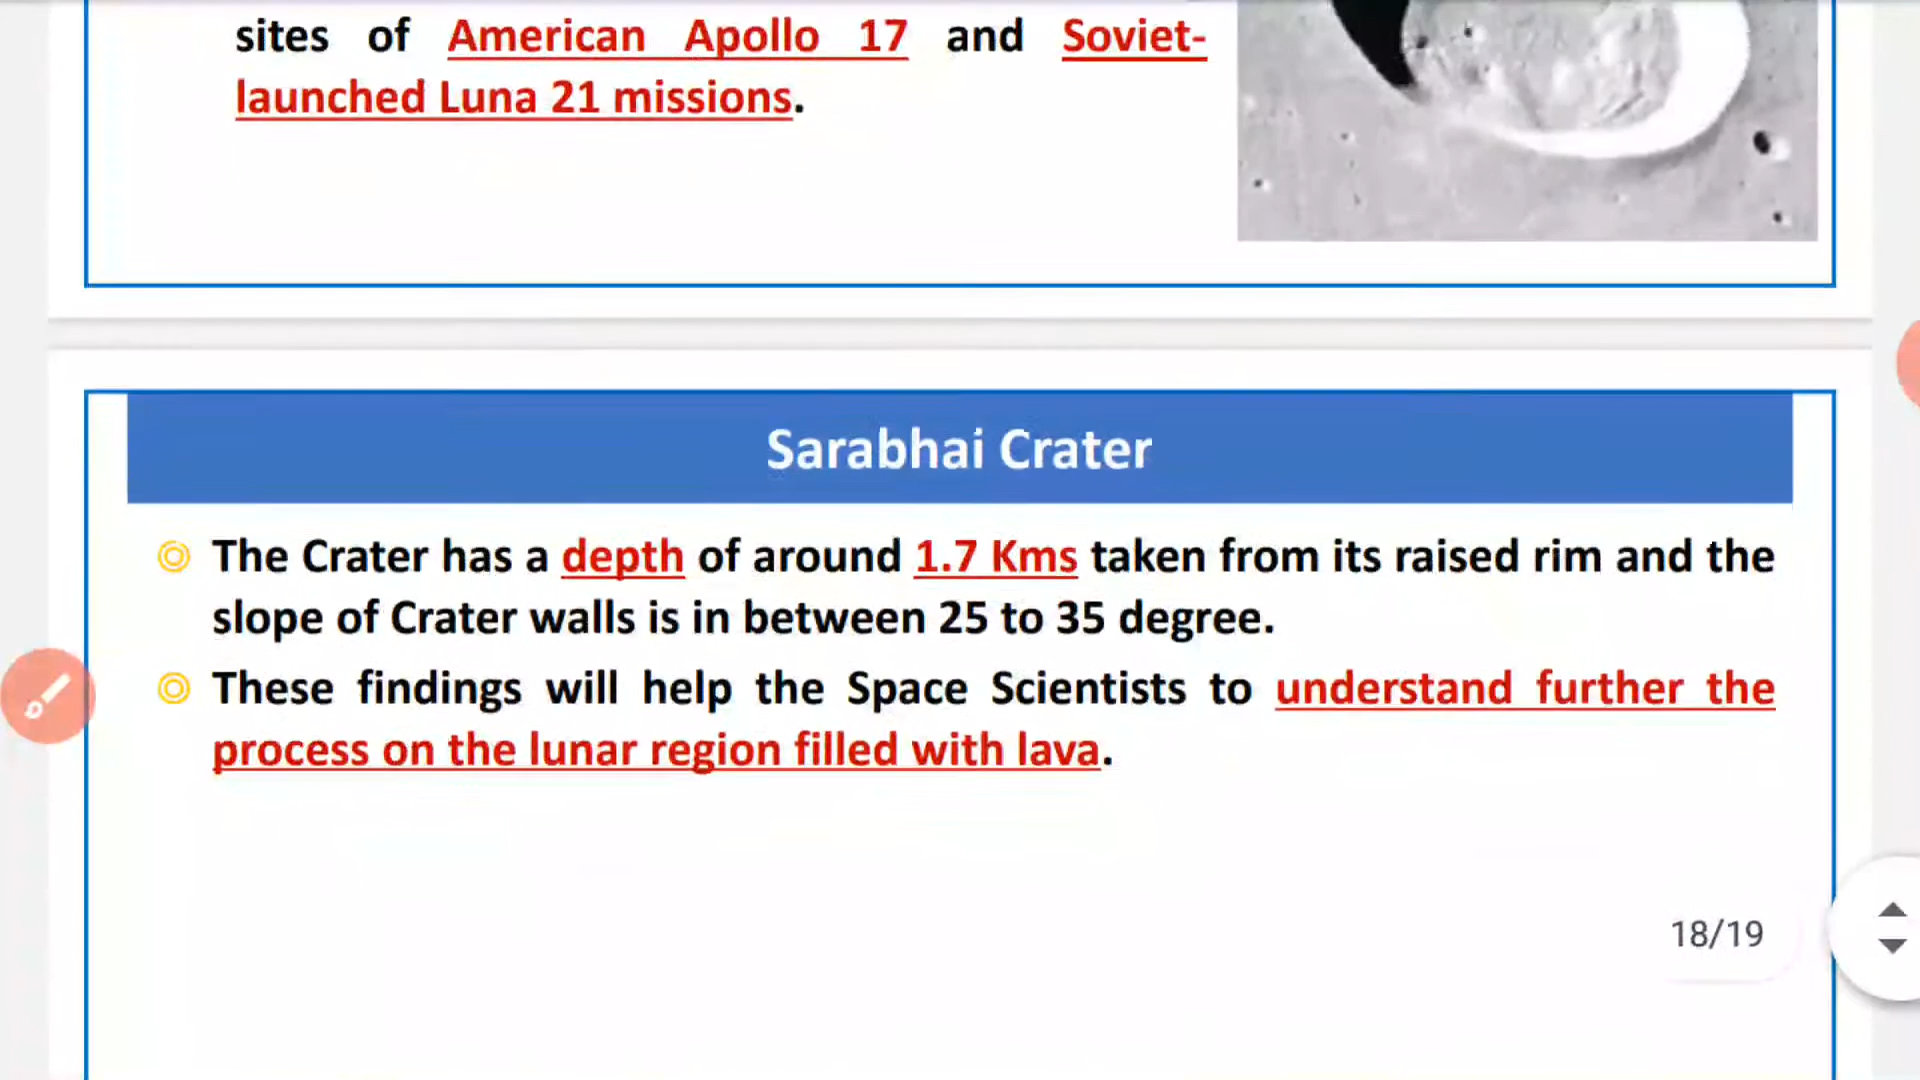 sites of American Apollo 17 and Soviet-
launched Luna 21 missions.
Sarabhai Crater
The Crater has a depth of around 1.7 Kms taken from its raised rim and the
slope of Crater walls is in between 25 to 35 degree.
These findings will help the Space Scientists to understand further the
process on the lunar region filled with lava.
18/19